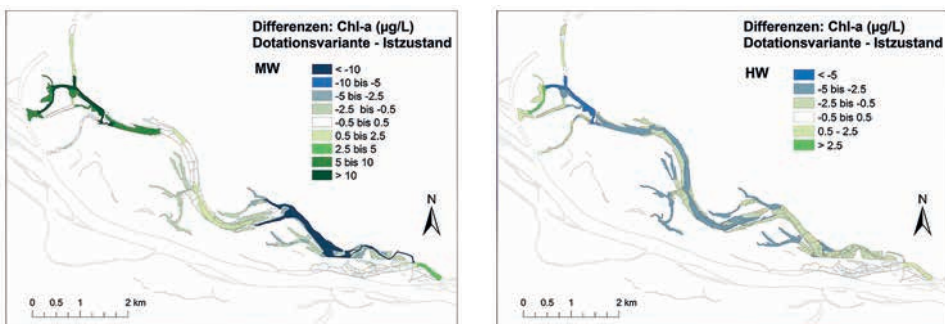 Differenzen: Chl-a (µg/L)
Dotationsvariante - Istzustand
MW
< -10
-10 bis -5
-5 bis -2.5
-2.5 bis -0.5
-0.5 bis 0.5
0.5 bis 2.5
2.5 bis 5
5 bis 10
> 10
N
0 0.5 1 2 km
Differenzen: Chl-a (µg/L)
Dotationsvariante - Istzustand
HW
< -5
-5 bis -2.5
-2.5 bis -0.5
-0.5 bis 0.5
0.5 - 2.5
> 2.5
N
0 0.5 1 2 km